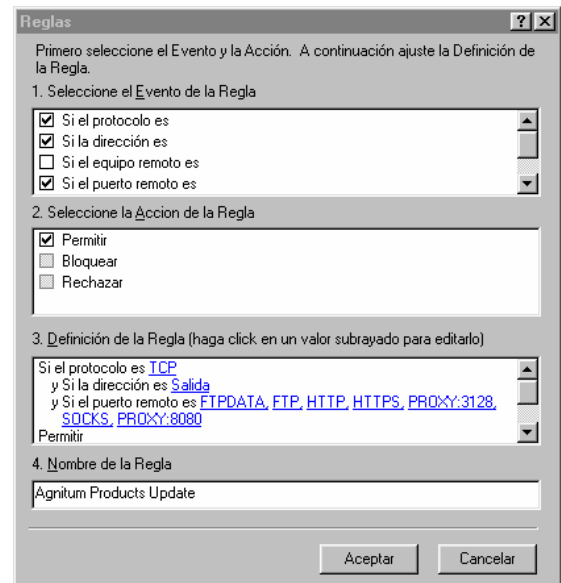 Reglas
Primero seleccione el Evento y la Acción. A continuación ajuste la Definición de
la Regla.
1. Seleccione el Evento de la Regla
Si el protocolo es
Si la dirección es
Si el equipo remoto es
Si el puerto remoto es
2. Seleccione la Accion de la Regla
Permitir
Bloquear
Rechazar
3. Definición de la Regla (haga click en un valor subrayado para editarlo)
Si el protocolo es TCP
y Si la dirección es Salida
y Si el puerto remoto es FTPDATA, FTP, HTTP, HTTPS, PROXY:3128,
SOCKS, PROXY:8080
Permitir
4. Nombre de la Regla
Agnitum Products Update
Aceptar
Cancelar